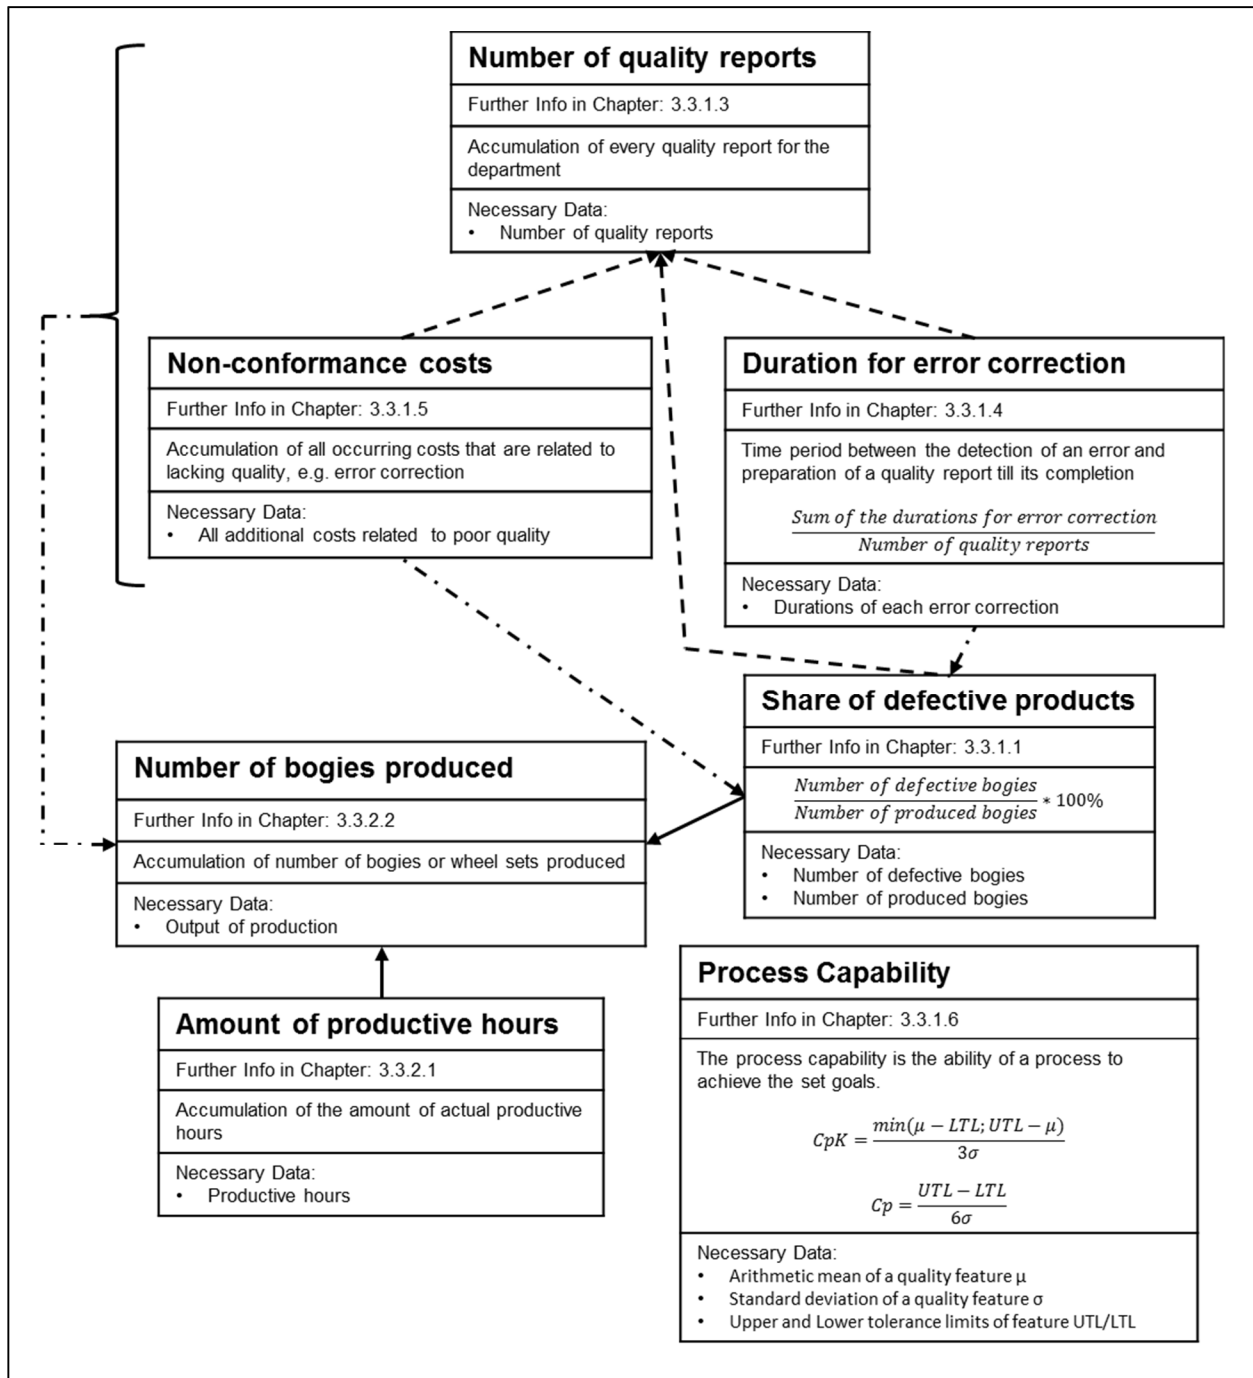 Number of quality reports
Further Info in Chapter: 3.3.1.3
Accumulation of every quality report for the
department
Necessary Data:
• Number of quality reports
Non-conformance costs
Further Info in Chapter: 3.3.1.5
Accumulation of all occurring costs that are related to
lacking quality, e.g. error correction
Necessary Data:
• All additional costs related to poor quality
Duration for error correction
Further Info in Chapter: 3.3.1.4
Time period between the detection of an error and
preparation of a quality report till its completion
Sum of the durations for error correction
Number of quality reports
Necessary Data:
• Durations of each error correction
Share of defective products
Further Info in Chapter: 3.3.1.1
Number of defective bogies
Number of produced bogies * 100%
Necessary Data:
• Number of defective bogies
• Number of produced bogies
Number of bogies produced
Further Info in Chapter: 3.3.2.2
Accumulation of number of bogies or wheel sets produced
Necessary Data:
• Output of production
Amount of productive hours
Further Info in Chapter: 3.3.2.1
Accumulation of the amount of actual productive
hours
Necessary Data:
• Productive hours
Process Capability
Further Info in Chapter: 3.3.1.6
The process capability is the ability of a process to
achieve the set goals.
CpK = min(μ − LTL; UTL − μ)
3σ
Cp = UTL − LTL
6σ
Necessary Data:
• Arithmetic mean of a quality feature μ
• Standard deviation of a quality feature σ
• Upper and Lower tolerance limits of feature UTL/LTL